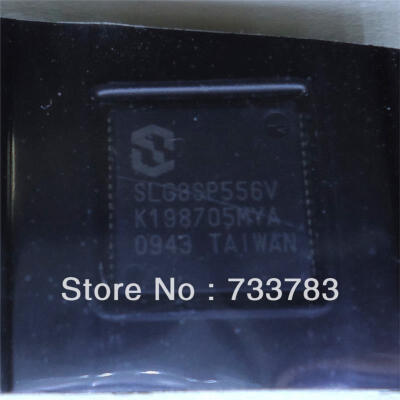 SLG8SP556V
K198705MYA
0943 TAIWAN
Store No : 733783